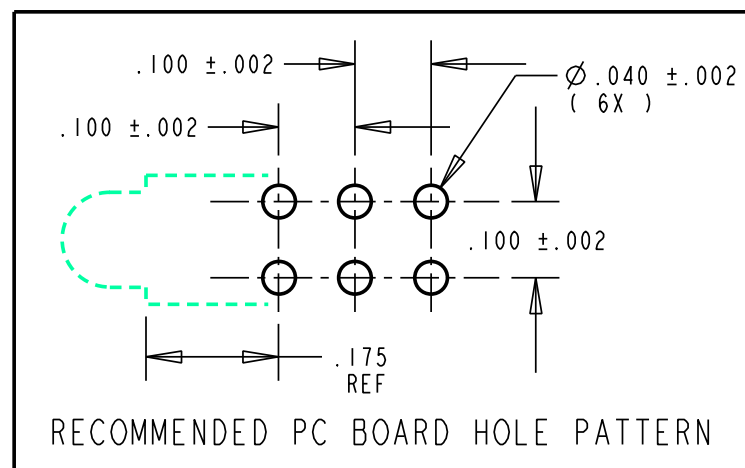 .100 ±.002
Ø .040 ±.002
( 6X )
.100 ±.002
.100 ±.002
.175
REF
RECOMMENDED PC BOARD HOLE PATTERN